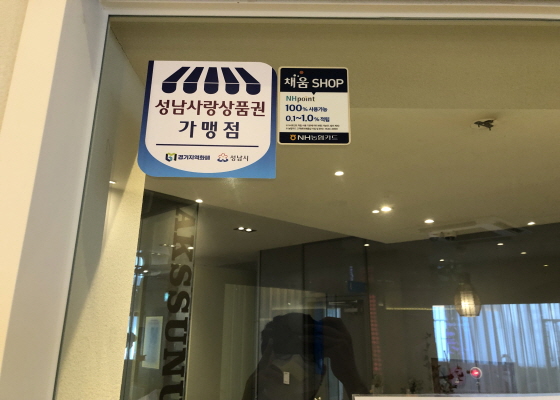 성남사랑상품권
가맹점
경기지역화폐 성남시
채움 SHOP
NHpoint
100% 사용가능
0.1~1.0% 적립
NH농협카드
AKSSUNU